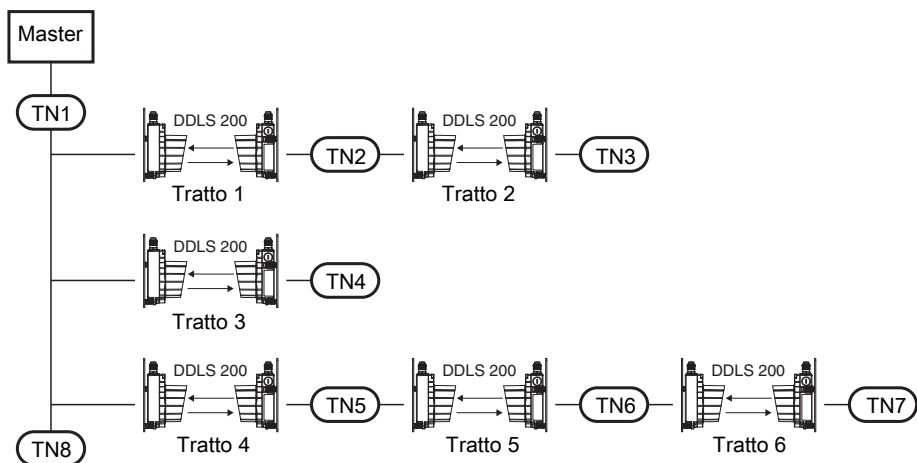 Master
TN1
DDLS 200
DDLS 200
TN2
TN3
Tratto 1
Tratto 2
DDLS 200
TN4
Tratto 3
DDLS 200
DDLS 200
DDLS 200
TN5
TN6
TN7
TN8
Tratto 4
Tratto 5
Tratto 6